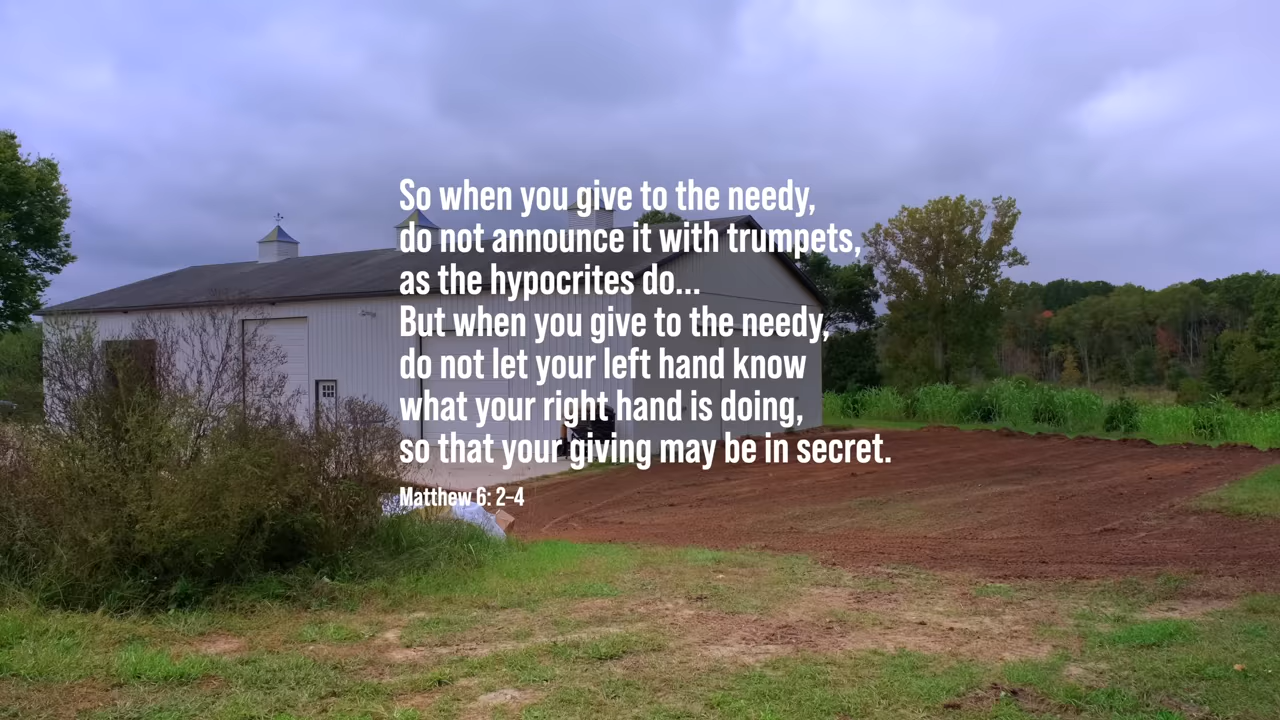 So when you give to the needy,
do not announce it with trumpets,
as the hypocrites do...
But when you give to the needy,
do not let your left hand know
what your right hand is doing,
so that your giving may be in secret.
Matthew 6: 2-4